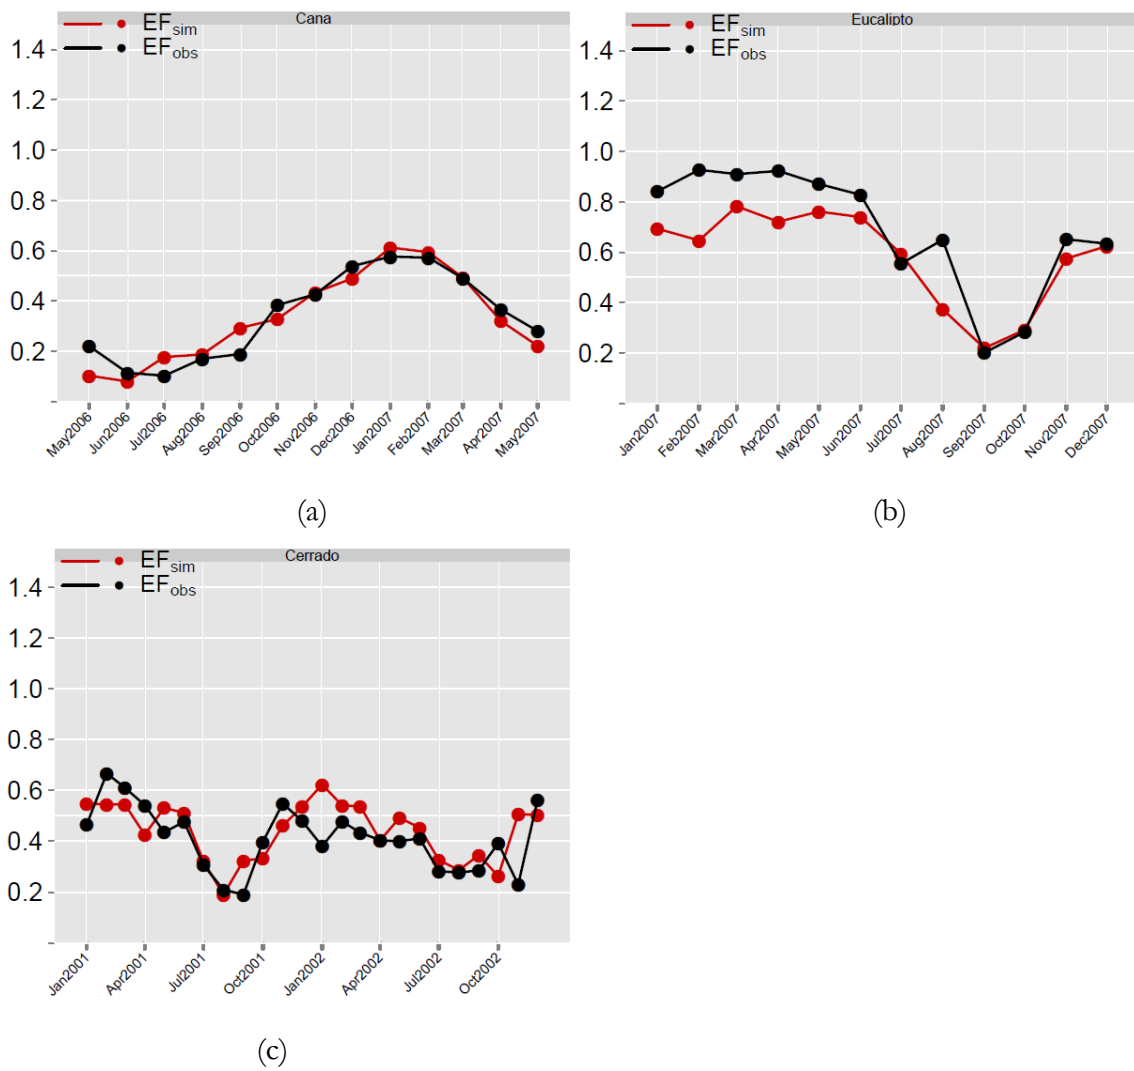 Cana
EFsim
EFobs
1.4
1.2
1.0
0.8
0.6
0.4
0.2
May2006 Jun2006 Jul2006 Aug2006 Sep2006 Oct2006 Nov2006 Dec2006 Jan2007 Feb2007 Mar2007 Apr2007 May2007
(a)
Eucalipto
EFsim
EFobs
1.4
1.2
1.0
0.8
0.6
0.4
0.2
Jan2007 Feb2007 Mar2007 Apr2007 May2007 Jun2007 Jul2007 Aug2007 Sep2007 Oct2007 Nov2007 Dec2007
(b)
Cerrado
EFsim
EFobs
1.4
1.2
1.0
0.8
0.6
0.4
0.2
Jan2001 Apr2001 Jul2001 Oct2001 Jan2002 Apr2002 Jul2002 Oct2002
(c)